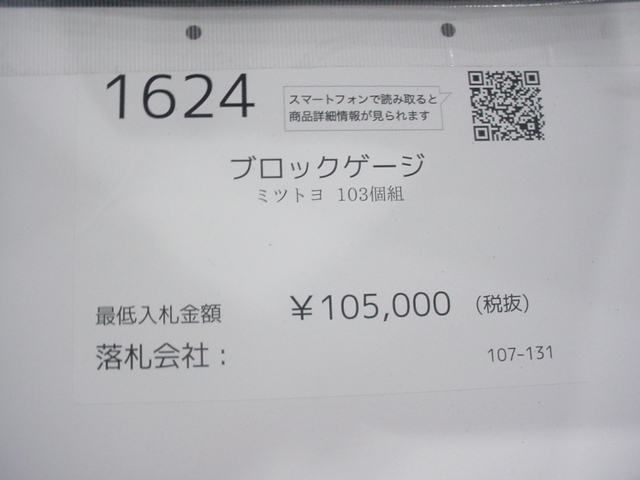 1624
スマートフォンで読み取ると
商品詳細情報が見られます
ブロックゲージ
ミツトヨ 103個組
最低入札金額 ¥105,000 (税抜)
落札会社：
107-131